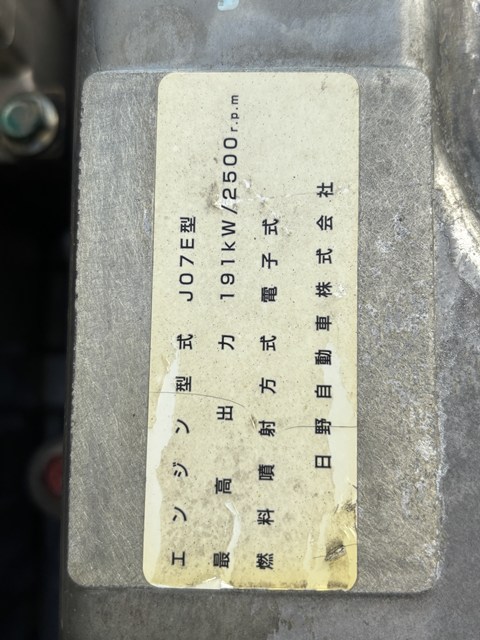 エンジン型式 J07E型
最高出力 191kW/2500r.p.m
燃料噴射方式 電子式
日野自動車株式会社